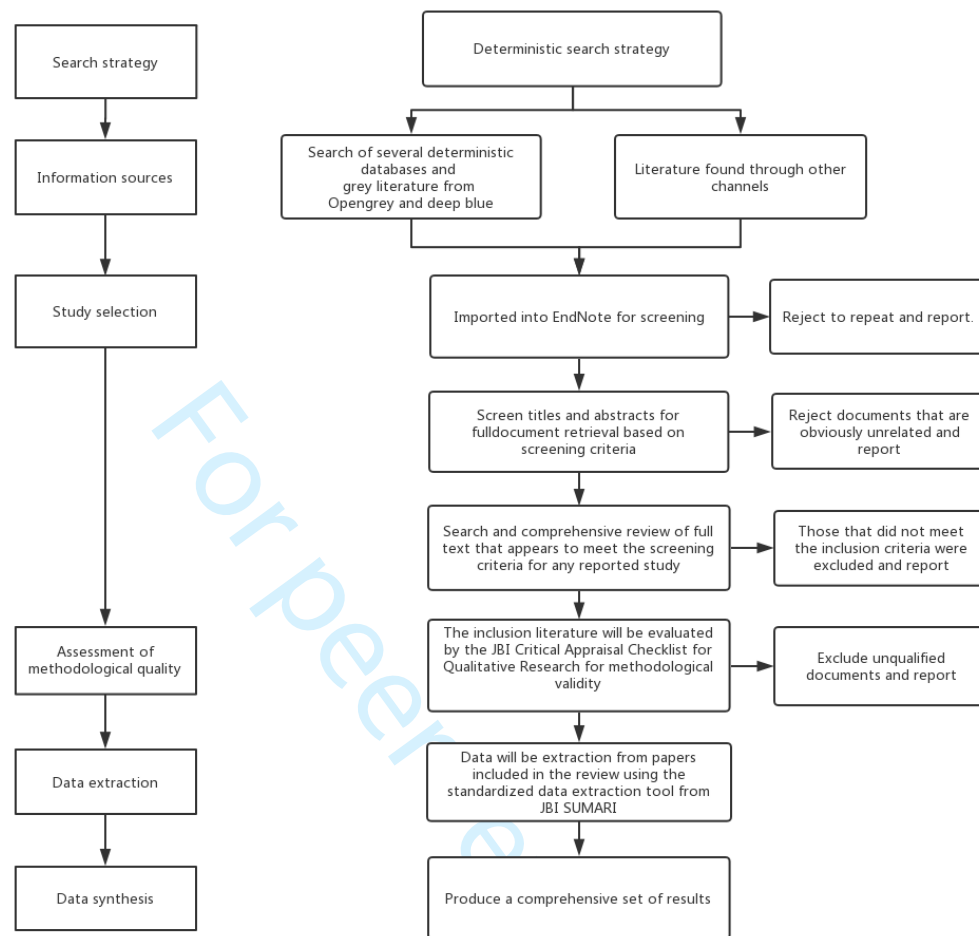 Search strategy
Information sources
Study selection
Assessment of
methodological quality
Data extraction
Data synthesis
Deterministic search strategy
Search of several deterministic
databases and
grey literature from
Opengrey and deep blue
Literature found through other
channels
Imported into EndNote for screening
Reject to repeat and report.
Screen titles and abstracts for
fulldocument retrieval based on
screening criteria
Reject documents that are
obviously unrelated and
report
Search and comprehensive review of full
text that appears to meet the screening
criteria for any reported study
Those that did not meet
the inclusion criteria were
excluded and report
The inclusion literature will be evaluated
by the JBI Critical Appraisal Checklist for
Qualitative Research for methodological
validity
Exclude unqualified
documents and report
Data will be extraction from papers
included in the review using the
standardized data extraction tool from
JBI SUMARI
Produce a comprehensive set of results
For peer